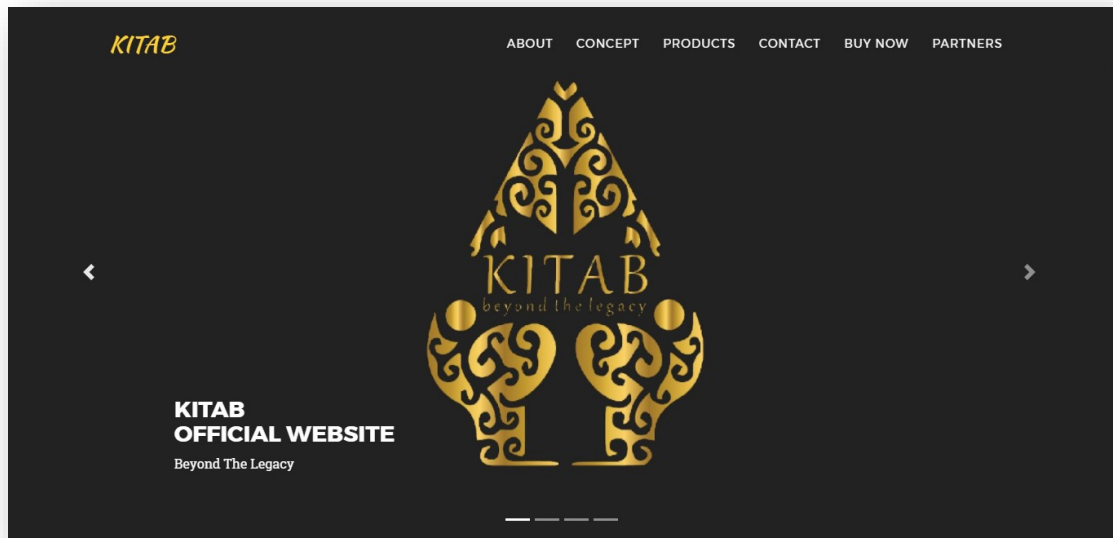 KITAB
ABOUT CONCEPT PRODUCTS CONTACT BUY NOW PARTNERS
KITAB
beyond the legacy
KITAB
OFFICIAL WEBSITE
Beyond The Legacy